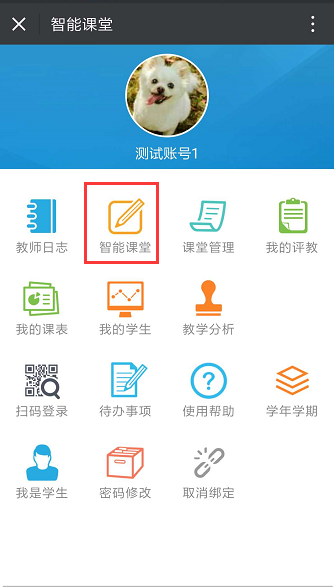 智能课堂
测试账号1
教师日志 智能课堂 课堂管理 我的评教
我的课表 我的学生 教学分析
扫码登录 待办事项 使用帮助 学年学期
我是学生 密码修改 取消绑定